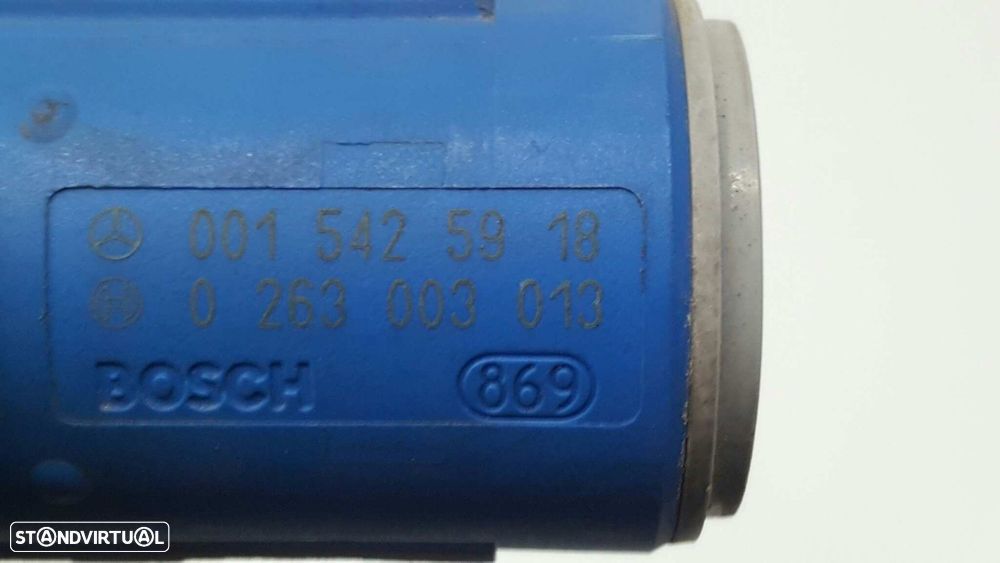 001 542 59 18
0 263 003 013
BOSCH 869
STANDVIRTUAL